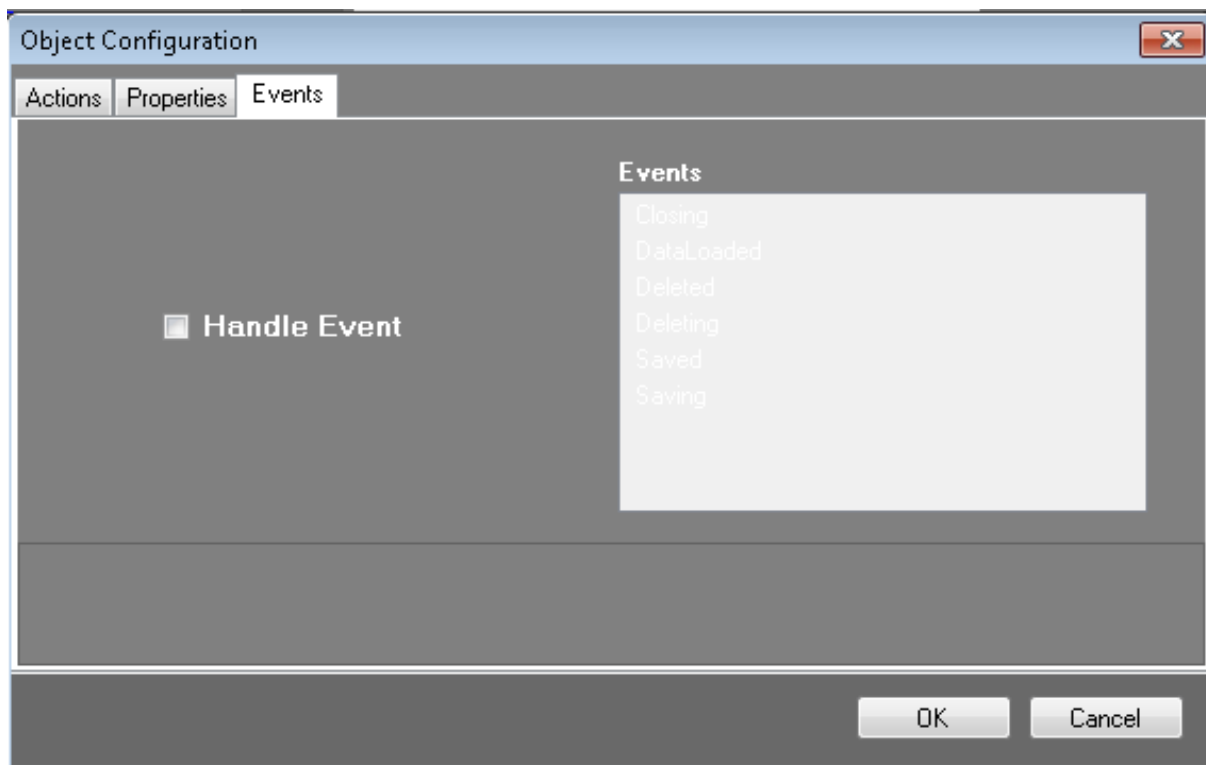 Object Configuration
Actions Properties Events
Events
Closing
DataLoaded
Deleted
Deleting
Saved
Saving
Handle Event
OK Cancel